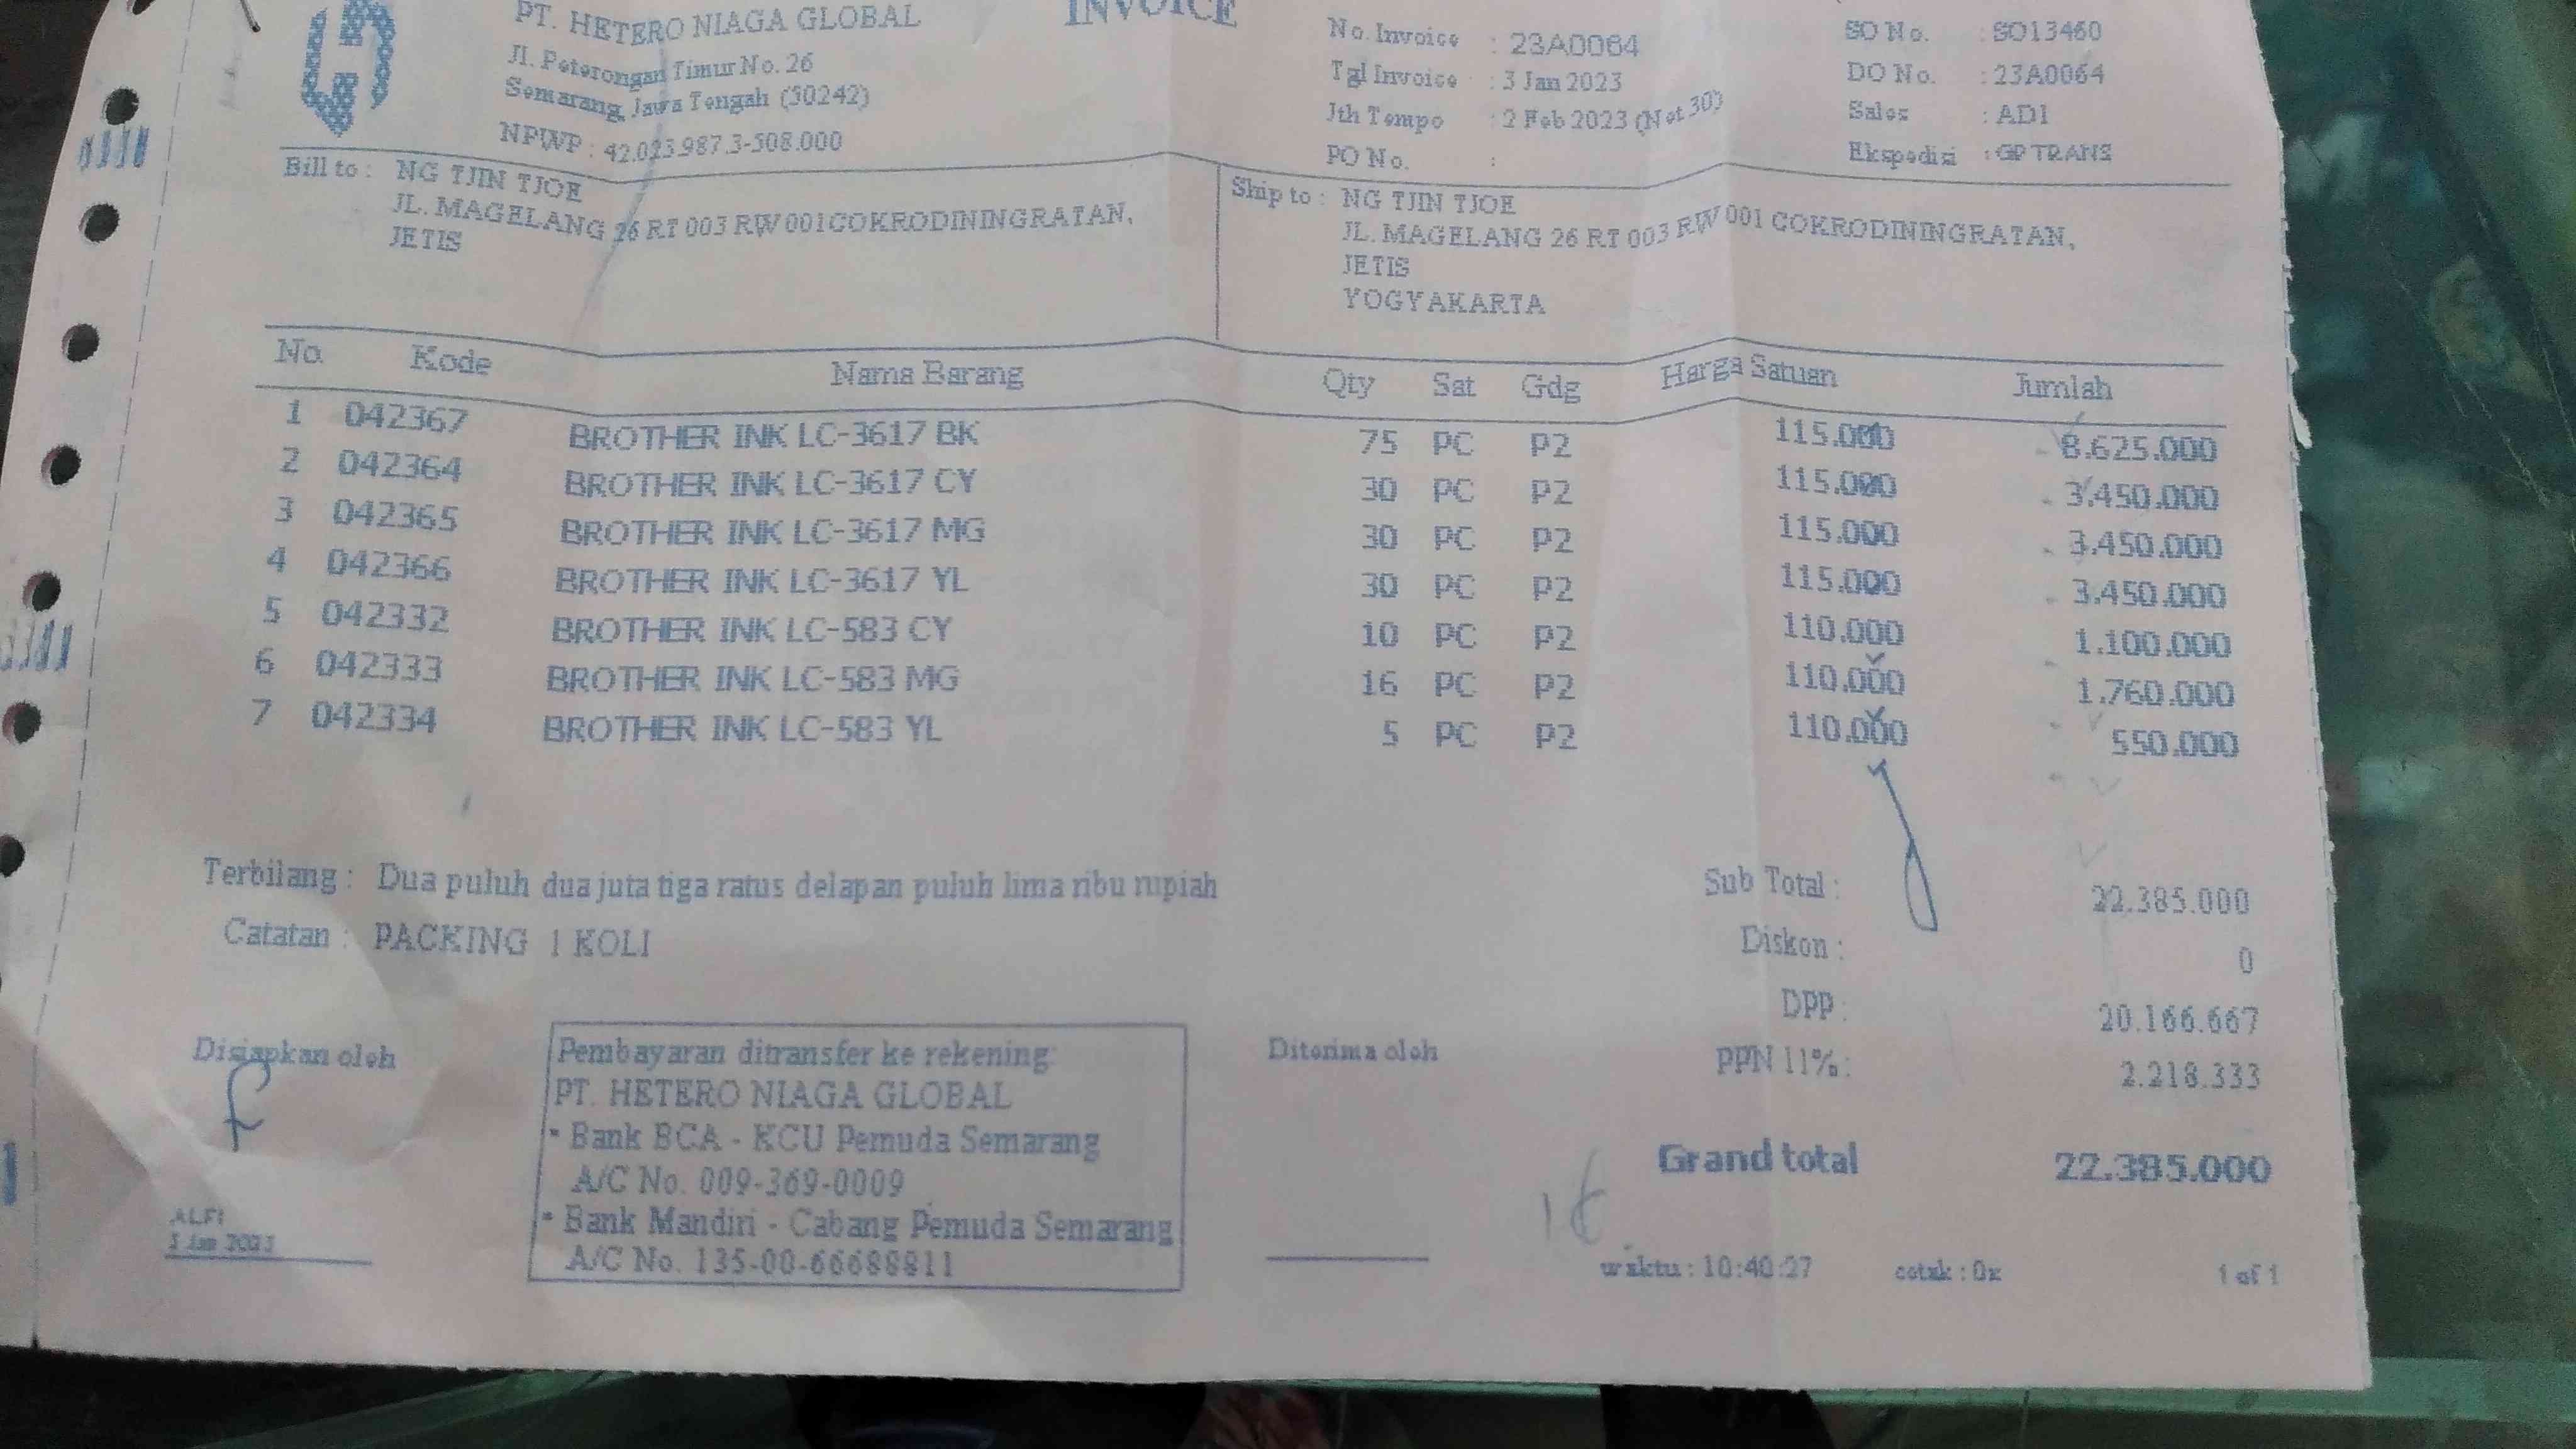 PT. HETERO NIAGA GLOBAL
Jl. Peterongan Timur No. 26
Semarang, Jawa Tengah (50242)
NPWP : 42.023.987.3-508.000
INVOICE
No. Invoice : 23A0064
Tgl Invoice : 3 Jan 2023
Jth Tempo : 2 Feb 2023 (Net 30)
PO No. :
SO No. : SO13460
DO No. : 23A0064
Sales : ADI
Ekspedisi : GP TRANS
Bill to : NG TJIN TJOE
JL. MAGELANG 26 RT 003 RW 001 COKRODININGRATAN,
JETIS
Ship to : NG TJIN TJOE
JL. MAGELANG 26 RT 003 RW 001 COKRODININGRATAN,
JETIS
YOGYAKARTA
No. Kode Nama Barang Qty Sat Gdg Harga Satuan Jumlah
1 042367 BROTHER INK LC-3617 BK 75 PC P2 115.000 8.625.000
2 042364 BROTHER INK LC-3617 CY 30 PC P2 115.000 3.450.000
3 042365 BROTHER INK LC-3617 MG 30 PC P2 115.000 3.450.000
4 042366 BROTHER INK LC-3617 YL 30 PC P2 115.000 3.450.000
5 042332 BROTHER INK LC-583 CY 10 PC P2 110.000 1.100.000
6 042333 BROTHER INK LC-583 MG 16 PC P2 110.000 1.760.000
7 042334 BROTHER INK LC-583 YL 5 PC P2 110.000 550.000
Terbilang : Dua puluh dua juta tiga ratus delapan puluh lima ribu rupiah
Catatan : PACKING 1 KOLI
Sub Total : 22.385.000
Diskon : 0
DPP : 20.166.667
PPN 11% : 2.218.333
Grand total 22.385.000
Disiapkan oleh
ALFI
3 Jan 2023
Pembayaran ditransfer ke rekening:
PT. HETERO NIAGA GLOBAL
• Bank BCA - KCU Pemuda Semarang
A/C No. 009-369-0009
• Bank Mandiri - Cabang Pemuda Semarang
A/C No. 135-00-66688811
Diterima oleh
waktu : 10:40:27 cetak : 0x 1 of 1